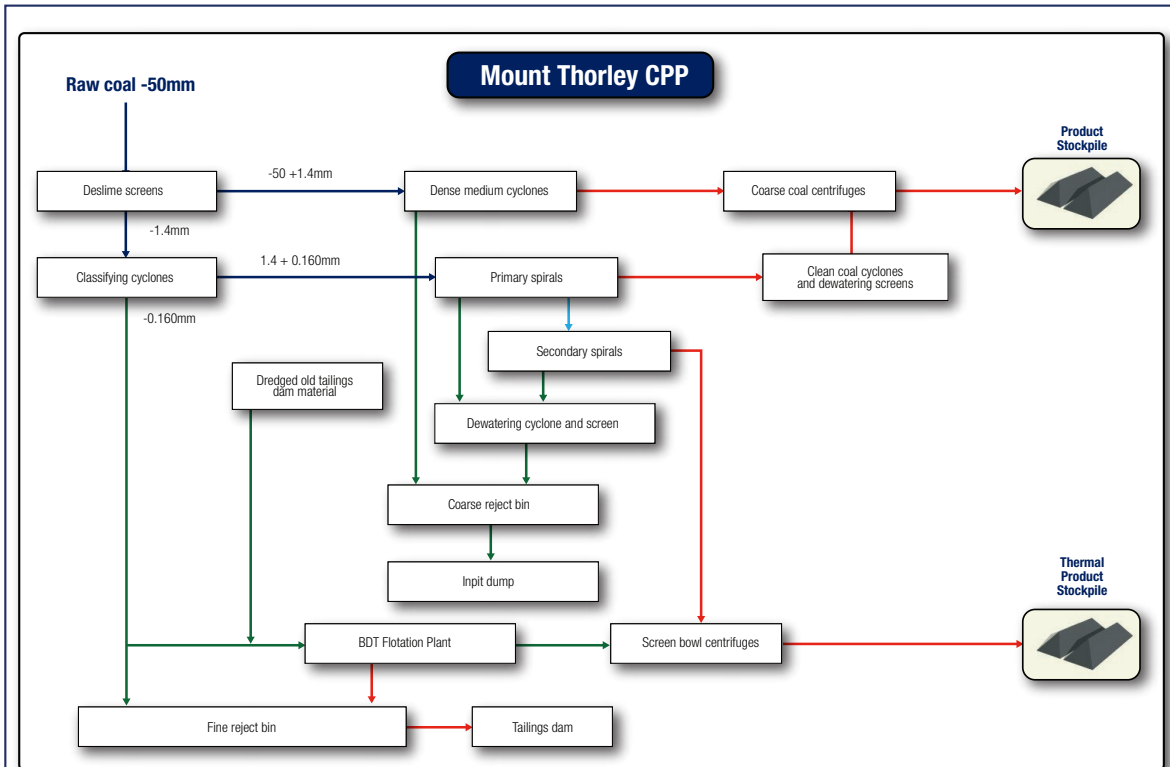 Mount Thorley CPP
Raw coal -50mm
Product
Stockpile
Deslime screens
-50 +1.4mm
Dense medium cyclones
Coarse coal centrifuges
-1.4mm
Classifying cyclones
1.4 + 0.160mm
Primary spirals
Clean coal cyclones
and dewatering screens
-0.160mm
Secondary spirals
Dredged old tailings
dam material
Dewatering cyclone and screen
Coarse reject bin
Inpit dump
Thermal
Product
Stockpile
BDT Flotation Plant
Screen bowl centrifuges
Fine reject bin
Tailings dam